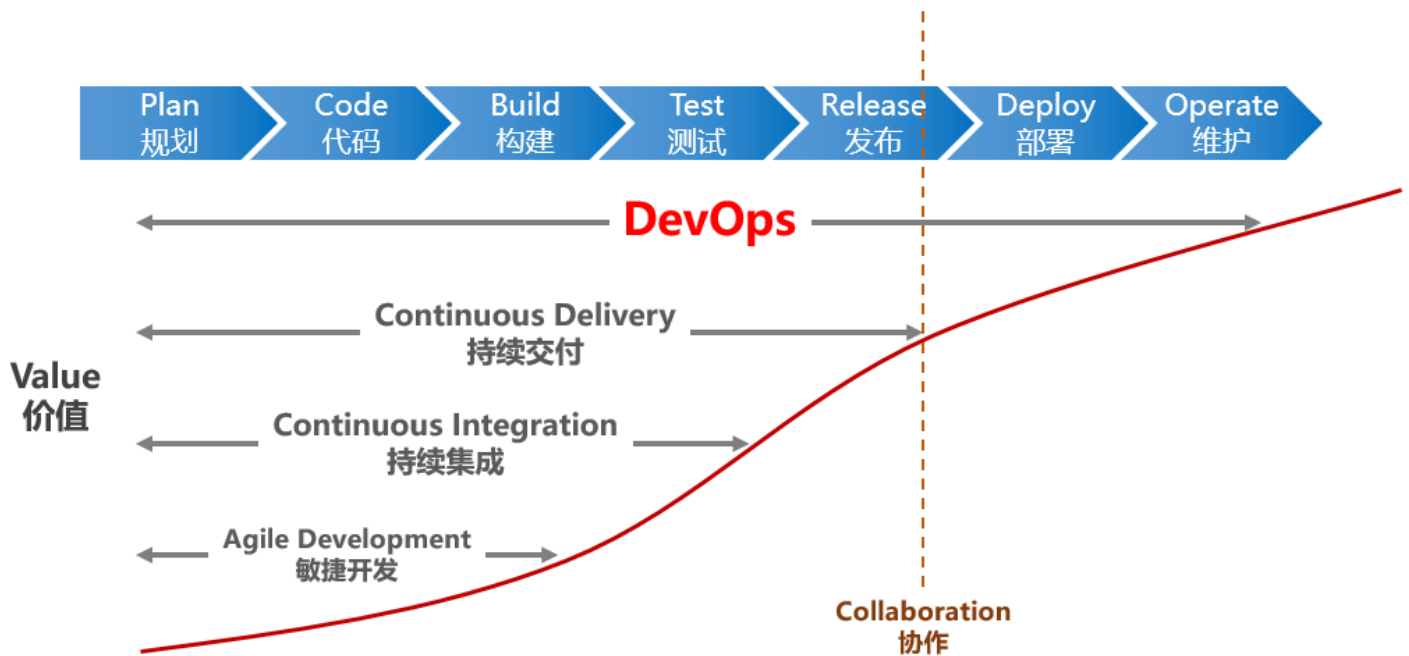 Plan
规划
Code
代码
Build
构建
Test
测试
Release
发布
Deploy
部署
Operate
维护
DevOps
Continuous Delivery
持续交付
Value
价值
Continuous Integration
持续集成
Agile Development
敏捷开发
Collaboration
协作